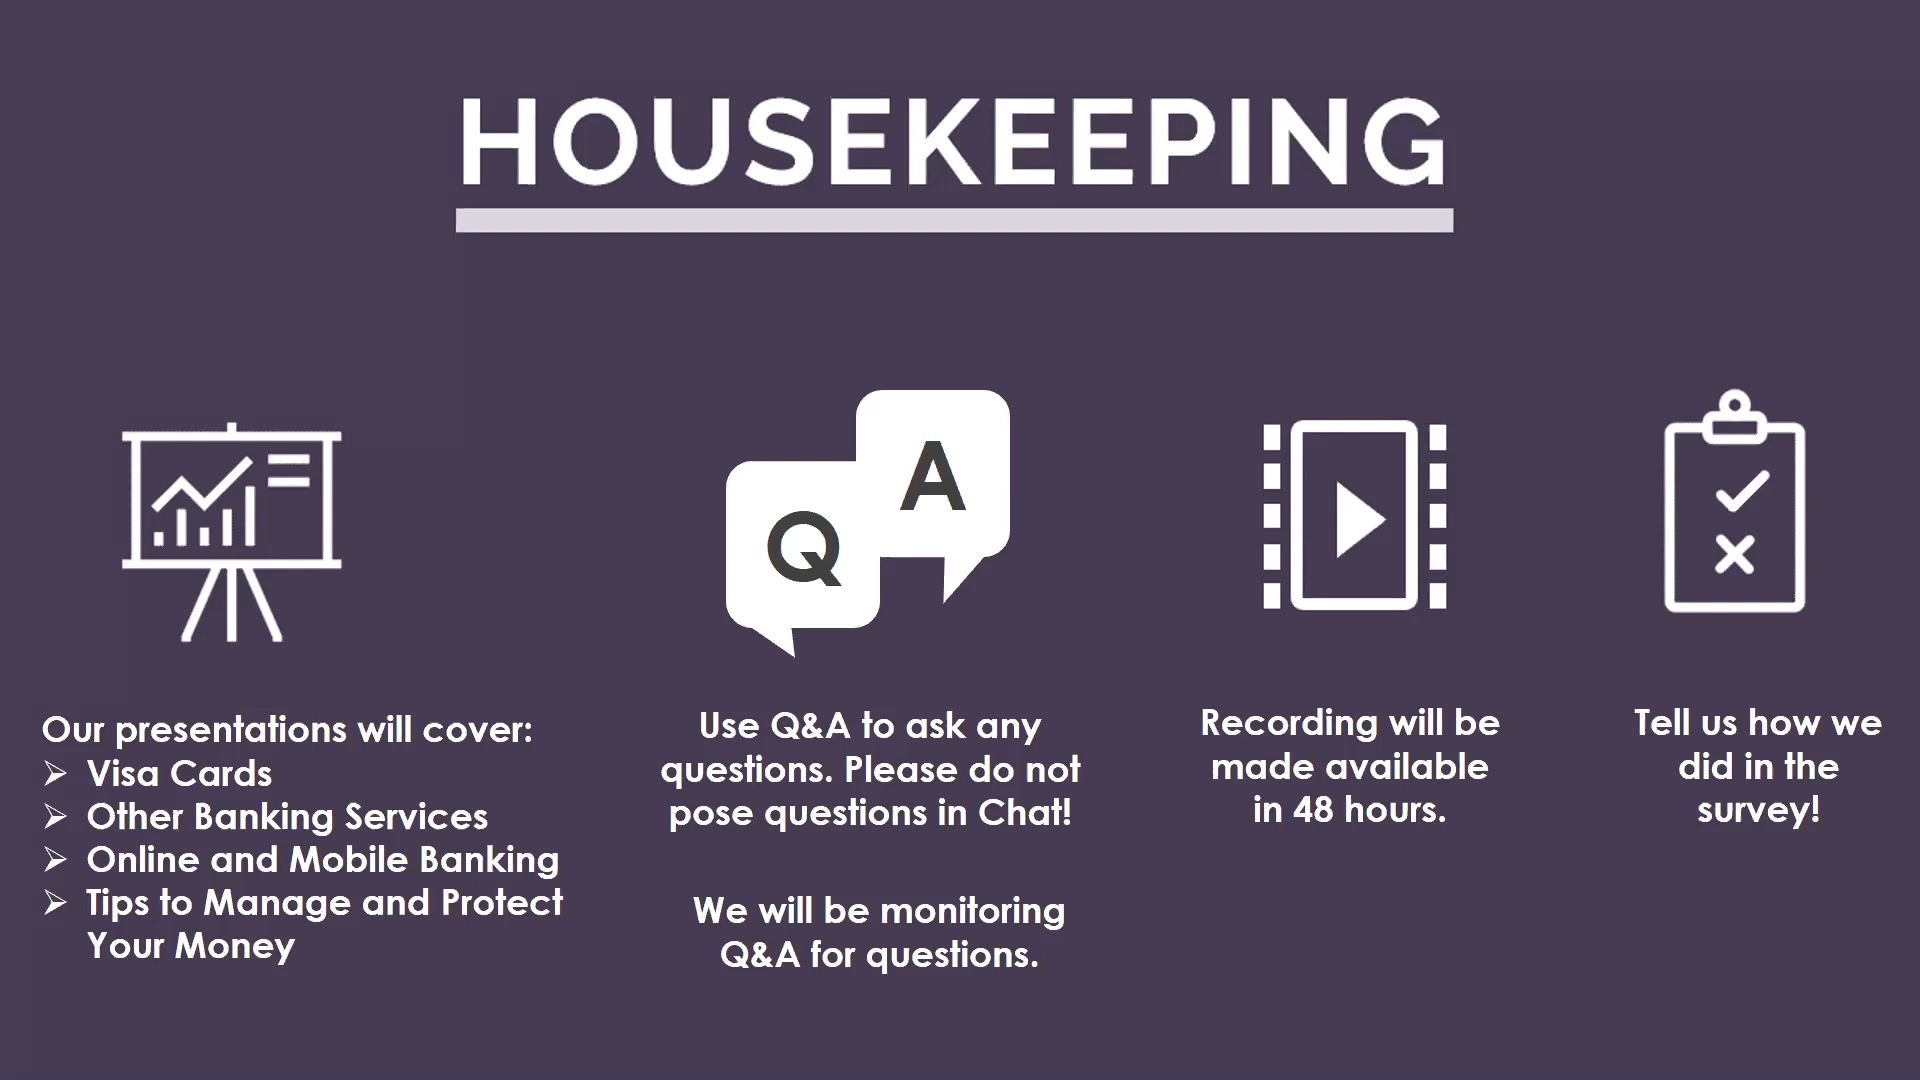 HOUSEKEEPING
Q
A
Our presentations will cover:
➢ Visa Cards
➢ Other Banking Services
➢ Online and Mobile Banking
➢ Tips to Manage and Protect
Your Money
Use Q&A to ask any
questions. Please do not
pose questions in Chat!
We will be monitoring
Q&A for questions.
Recording will be
made available
in 48 hours.
Tell us how we
did in the
survey!